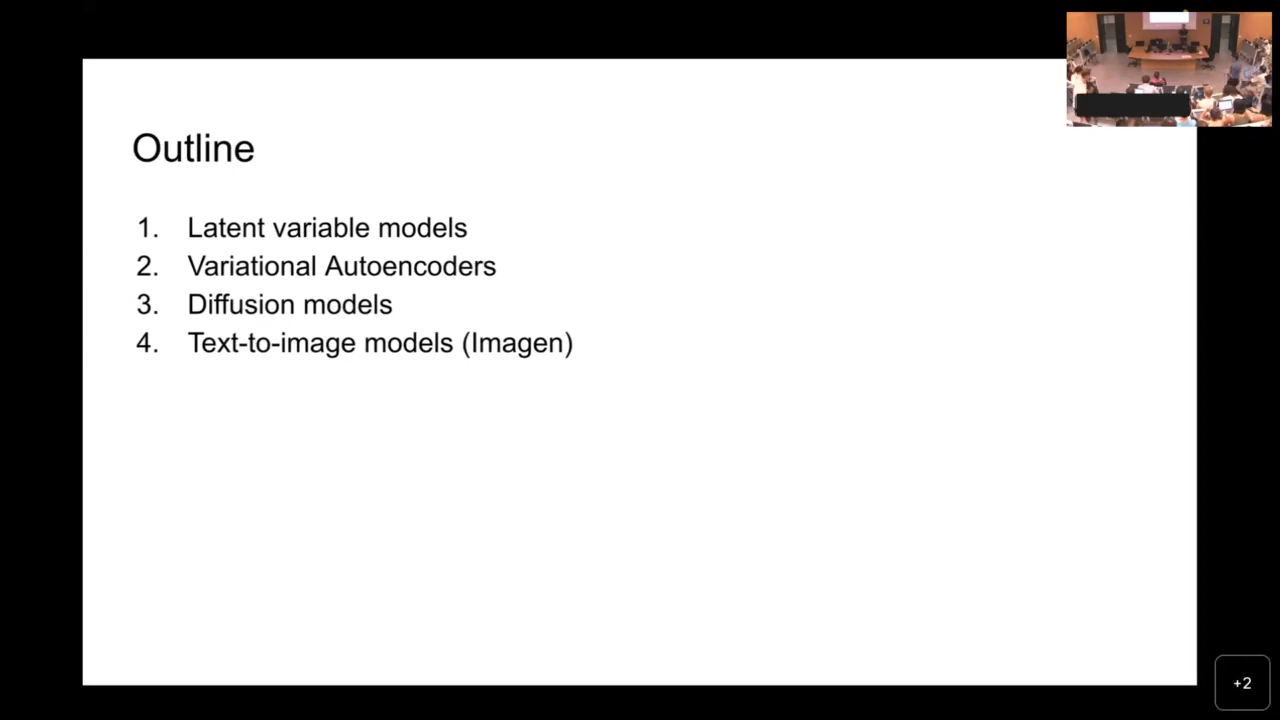 Outline
1. Latent variable models
2. Variational Autoencoders
3. Diffusion models
4. Text-to-image models (Imagen)
+2